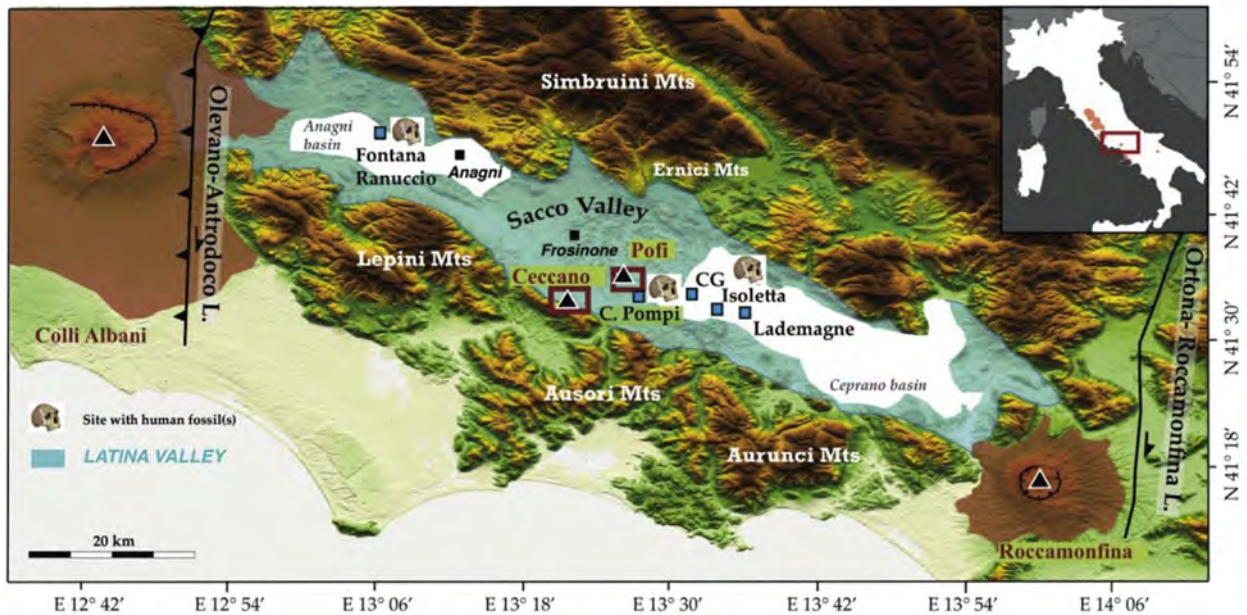 Simbruini Mts
Olevano-Antrodoco L.
Anagni
basin
Fontana
Ranuccio
Anagni
Ernici Mts
Sacco Valley
Frosinone
Lepini Mts
Pofi
Ceccano
CG
C. Pompi
Isoletta
Lademagne
Colli Albani
Ausori Mts
Ceprano basin
Ortona-Roccamonfina L.
Aurunci Mts
Site with human fossil(s)
LATINA VALLEY
20 km
Roccamonfina
N 41°54′
N 41°42′
N 41°30′
N 41°18′
E 12°42′
E 12°54′
E 13°06′
E 13°18′
E 13°30′
E 13°42′
E 13°54′
E 14°06′